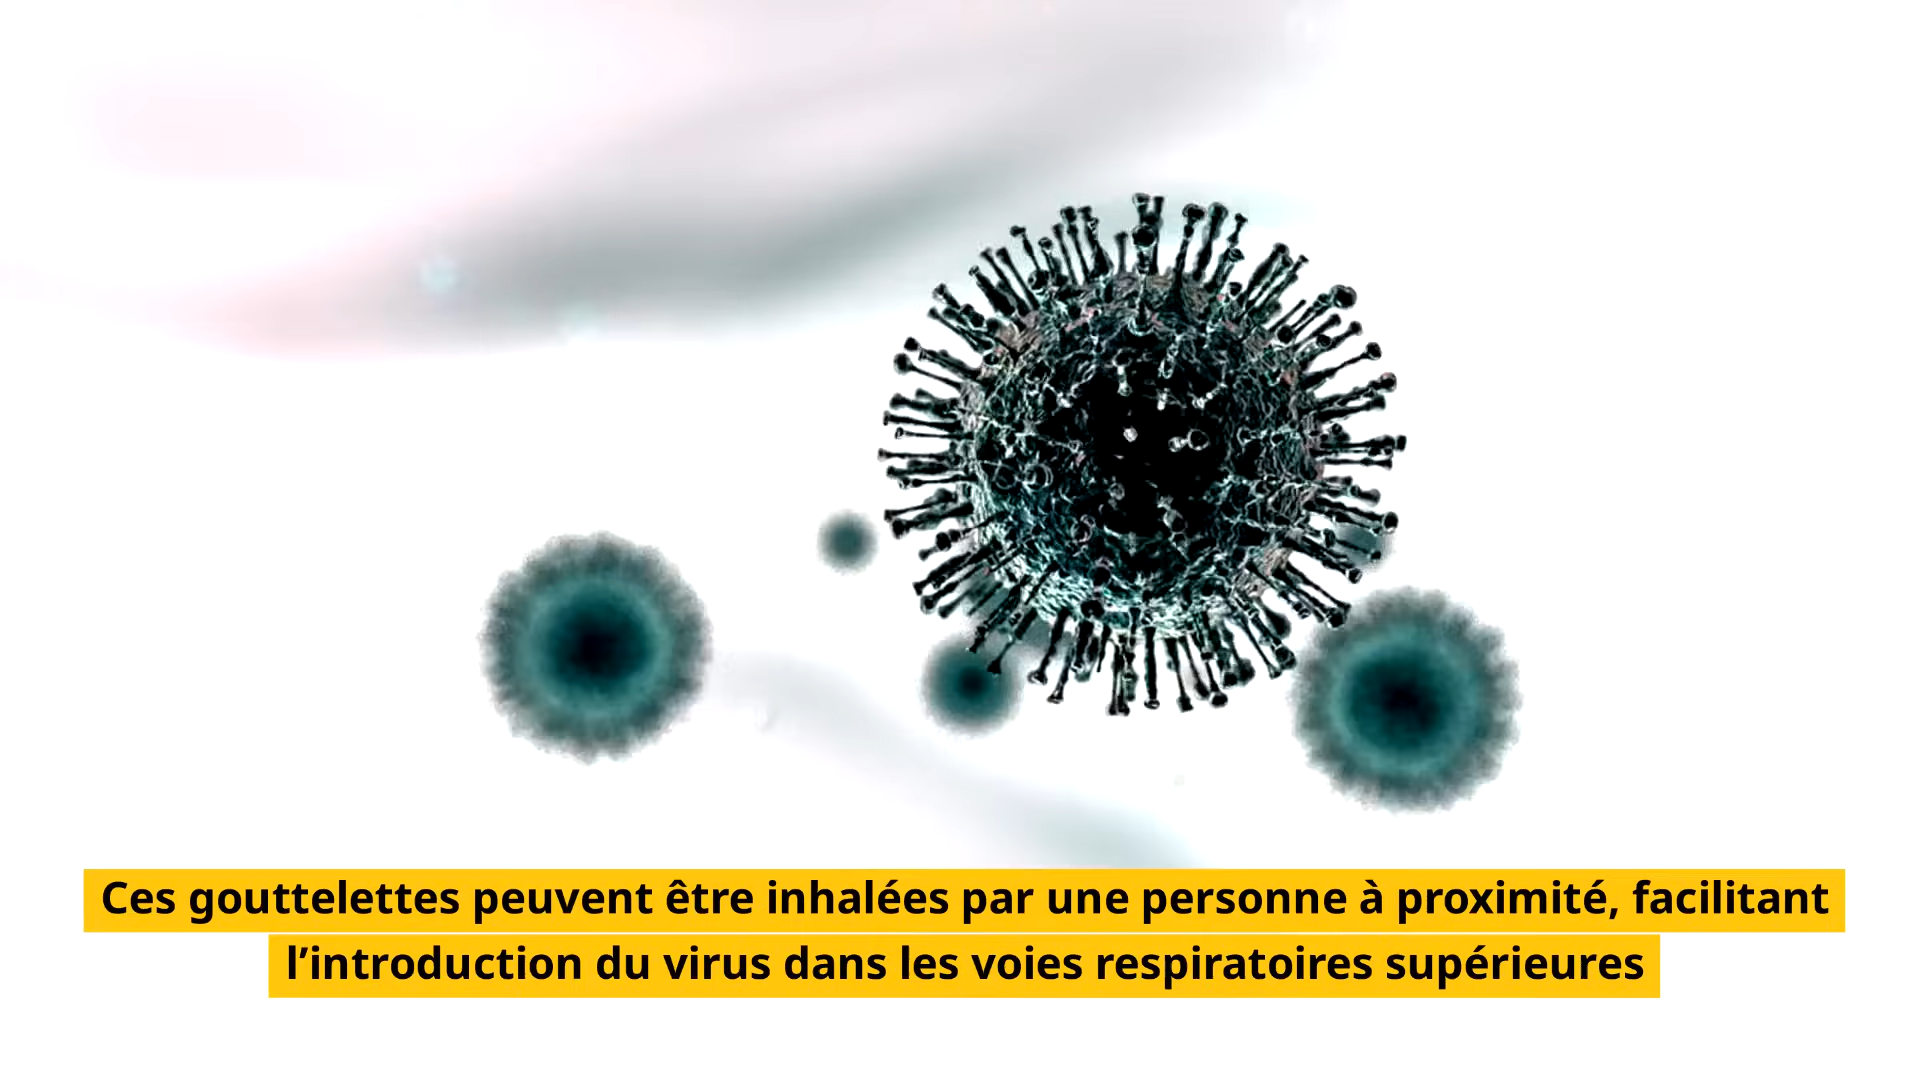 Ces gouttelettes peuvent être inhalées par une personne à proximité, facilitant
l’introduction du virus dans les voies respiratoires supérieures